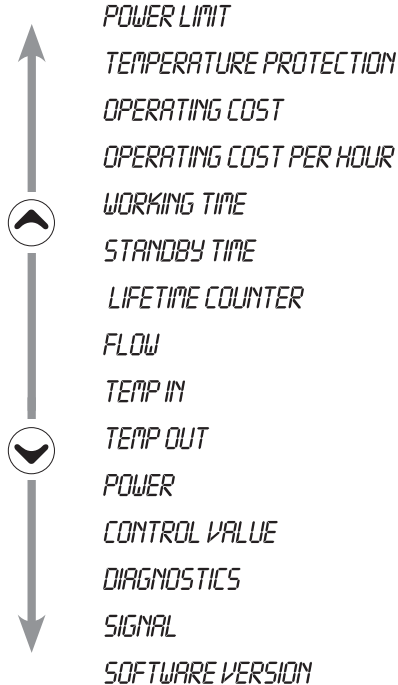 POWER LIMIT
TEMPERATURE PROTECTION
OPERATING COST
OPERATING COST PER HOUR
WORKING TIME
STANDBY TIME
LIFETIME COUNTER
FLOW
TEMP IN
TEMP OUT
POWER
CONTROL VALUE
DIAGNOSTICS
SIGNAL
SOFTWARE VERSION